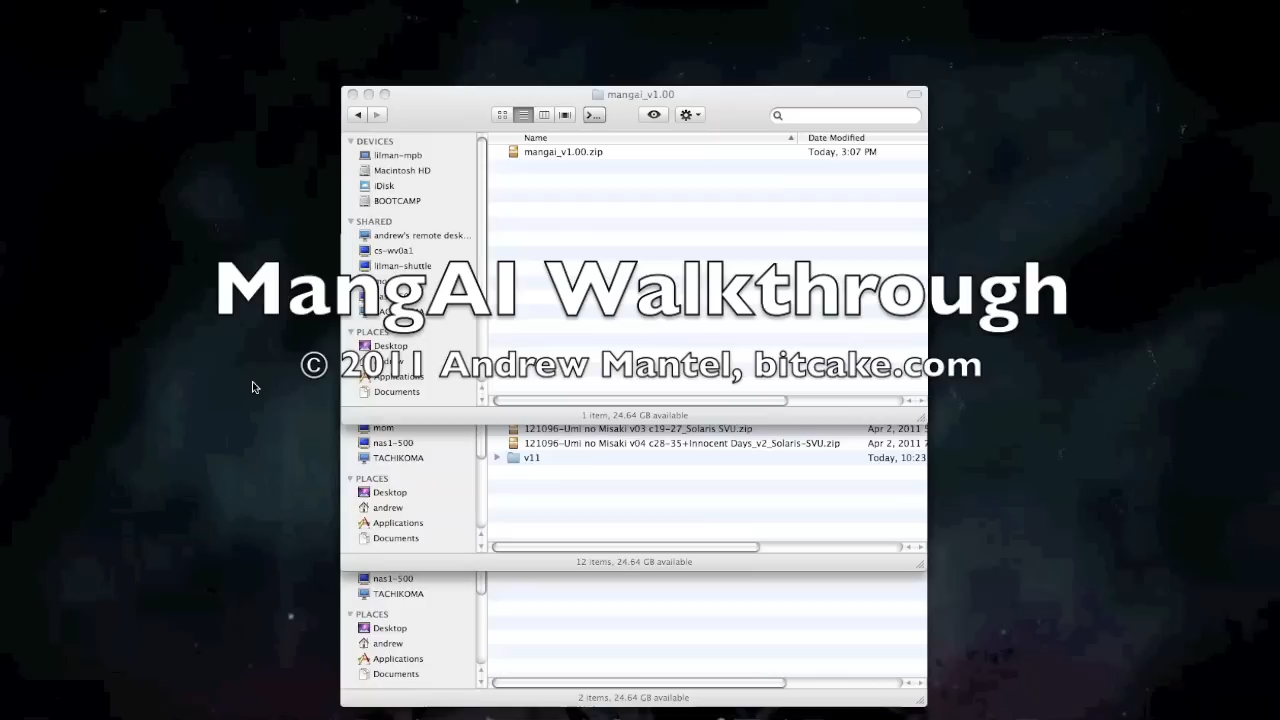 mangai_v1.00
Name
Date Modified
DEVICES
mangai_v1.00.zip
Today, 3:07 PM
lilman-mpb
Macintosh HD
iDisk
BOOTCAMP
SHARED
andrew's remote desk...
cs-wv0a1
lilman-shuttle
MangAI Walkthrough
PLACES
Desktop
© 2011 Andrew Mantel, bitcake.com
Applications
Documents
1 item, 24.64 GB available
mom
121096-Umi no Misaki v03 c19-27_Solaris SVU.zip
Apr 2, 2011
nas1-500
121096-Umi no Misaki v04 c28-35+Innocent Days_v2_Solaris-SVU.zip
Apr 2, 2011
TACHIKOMA
v11
Today, 10:23
PLACES
Desktop
andrew
Applications
Documents
12 items, 24.64 GB available
nas1-500
TACHIKOMA
PLACES
Desktop
andrew
Applications
Documents
2 items, 24.64 GB available